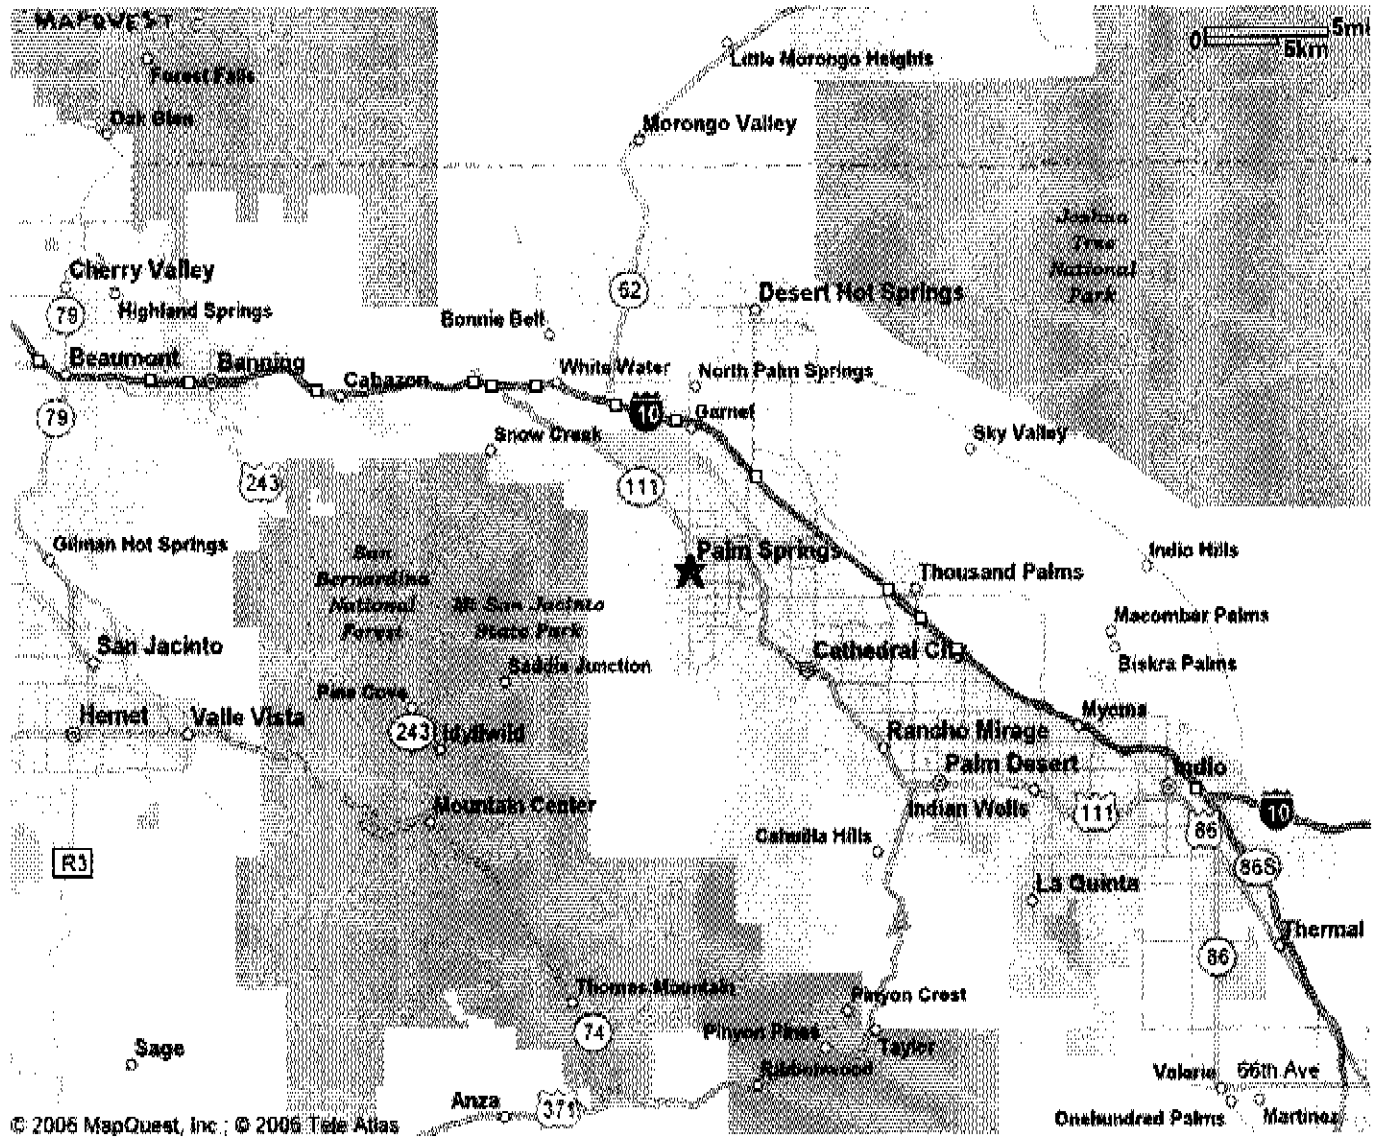 MAPQUEST
0 5mi
6km
Little Morongo Heights
Forest Falls
Oak Glen
Morongo Valley
Joshua
Tree
National
Park
Cherry Valley
62
Desert Hot Springs
79
Highland Springs
Bonnie Bell
Beaumont
Banning
White Water
North Palm Springs
Cabazon
10
Garnet
79
Snow Creek
Sky Valley
243
111
Gilman Hot Springs
San
Bernardino
National
Forest
Palm Springs
Indio Hills
Thousand Palms
Mt San Jacinto
State Park
Macomber Palms
San Jacinto
Cathedral City
Saddle Junction
Biskra Palms
Pine Cove
Hemet
Valle Vista
243
Idyllwild
Myoma
Rancho Mirage
Palm Desert
Indio
Mountain Center
Indian Wells
111
10
86
Cahuilla Hills
R3
86S
La Quinta
Thermal
86
Thomas Mountain
Pinyon Crest
74
Pinyon Pines
Tayler
Sage
Ribbonwood
Valerie
66th Ave
Anza
371
Onehundred Palms
Martinez
© 2006 MapQuest, Inc.; © 2006 Tele Atlas